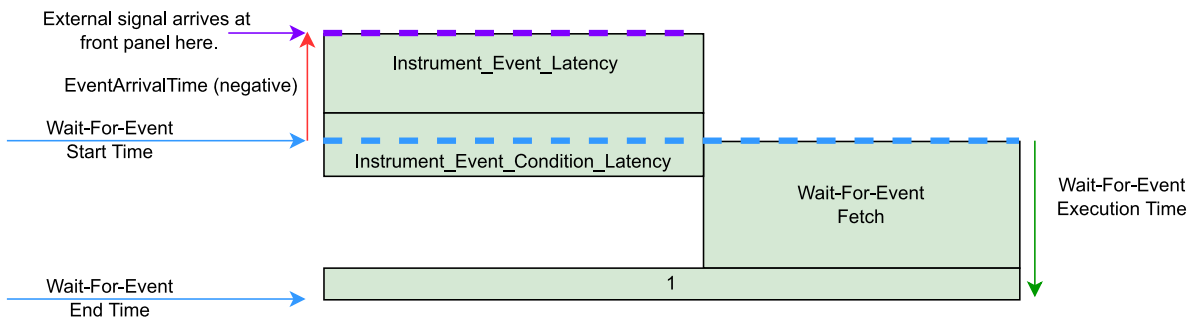 External signal arrives at
front panel here.
Instrument_Event_Latency
EventArrivalTime (negative)
Wait-For-Event
Start Time
Instrument_Event_Condition_Latency
Wait-For-Event
Fetch
Wait-For-Event
Execution Time
1
Wait-For-Event
End Time